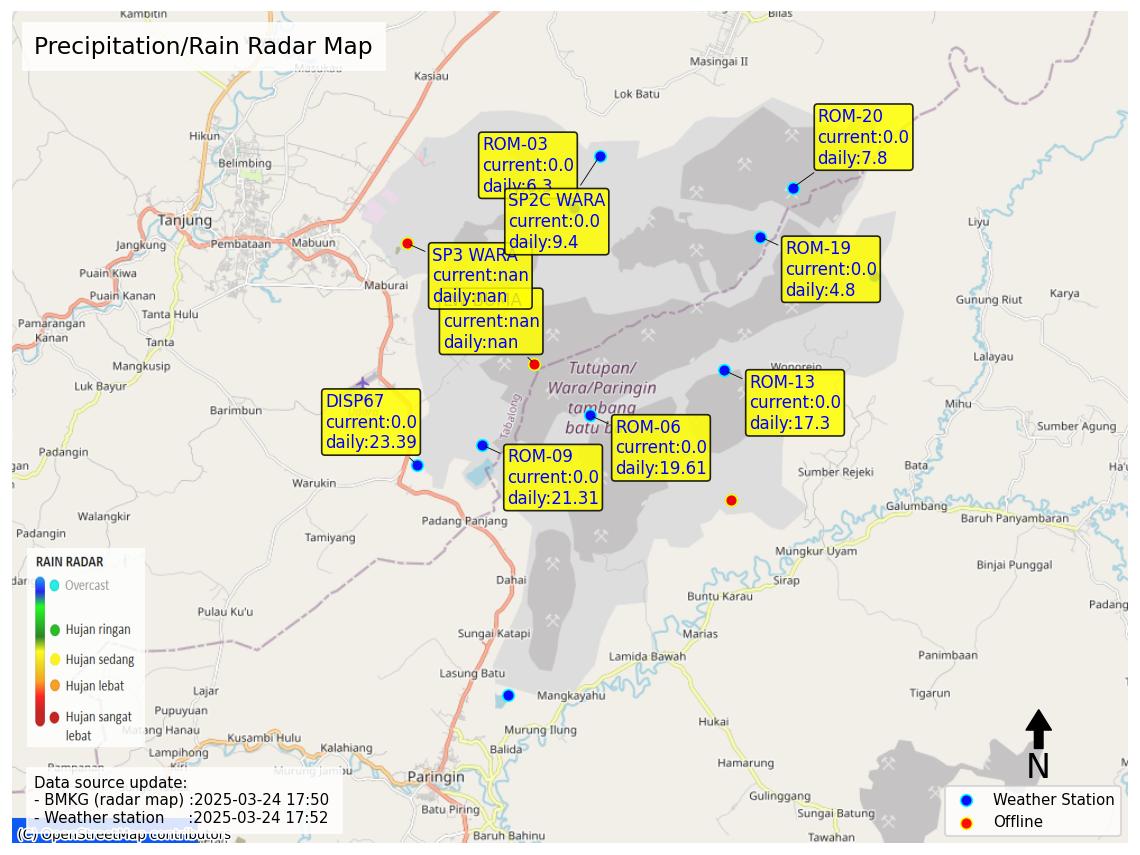 Precipitation/Rain Radar Map
Kambitin
Bilas
Masingai II
Masukau
Kasiau
Lok Batu
Hikun
Belimbing
Tanjung
Jangkung
Pembataan
Mabuun
Puain Kiwa
Maburai
Puain Kanan
Tanta Hulu
Pamarangan
Kanan
Tanta
Mangkusip
Luk Bayur
Barimbun
Padangin
Warukin
Walangkir
Padangin
Tamiyang
Padang Panjang
Dahai
Pulau Ku'u
Sungai Katapi
Lasung Batu
Mangkayahu
Murung Ilung
Balida
Paringin
Batu Piring
Baruh Bahinu
Lajar
Pupuyuan
Matang Hanau
Lampihong
Kusambi Hulu
Kalahiang
Murung Jambu
Liyu
Gunung Riut
Karya
Lalayau
Mihu
Wonorejo
Sumber Agung
Bata
Sumber Rejeki
Galumbang
Baruh Panyambaran
Mungkur Uyam
Binjai Punggal
Sirap
Buntu Karau
Marias
Lamida Bawah
Panimbaan
Tigarun
Hukai
Hamarung
Gulinggang
Sungai Batung
Tawahan
Tabalong
Tutupan/
Wara/Paringin
tambang
batu
ROM-03
current:0.0
daily:6.3
SP2C WARA
current:0.0
daily:9.4
ROM-20
current:0.0
daily:7.8
ROM-19
current:0.0
daily:4.8
SP3 WARA
current:nan
daily:nan
current:nan
daily:nan
ROM-13
current:0.0
daily:17.3
DISP67
current:0.0
daily:23.39
ROM-06
current:0.0
daily:19.61
ROM-09
current:0.0
daily:21.31
RAIN RADAR
Overcast
Hujan ringan
Hujan sedang
Hujan lebat
Hujan sangat
lebat
Data source update:
- BMKG (radar map) :2025-03-24 17:50
- Weather station :2025-03-24 17:52
(C) OpenStreetMap contributors
N
Weather Station
Offline